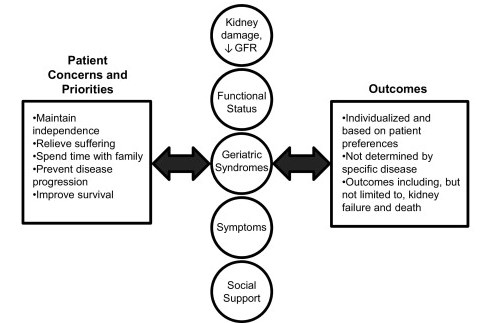 Kidney
damage,
↓ GFR
Patient
Concerns and
Priorities
•Maintain
independence
•Relieve suffering
•Spend time with family
•Prevent disease
progression
•Improve survival
Functional
Status
Geriatric
Syndromes
Symptoms
Social
Support
Outcomes
•Individualized and
based on patient
preferences
•Not determined by
specific disease
•Outcomes including, but
not limited to, kidney
failure and death